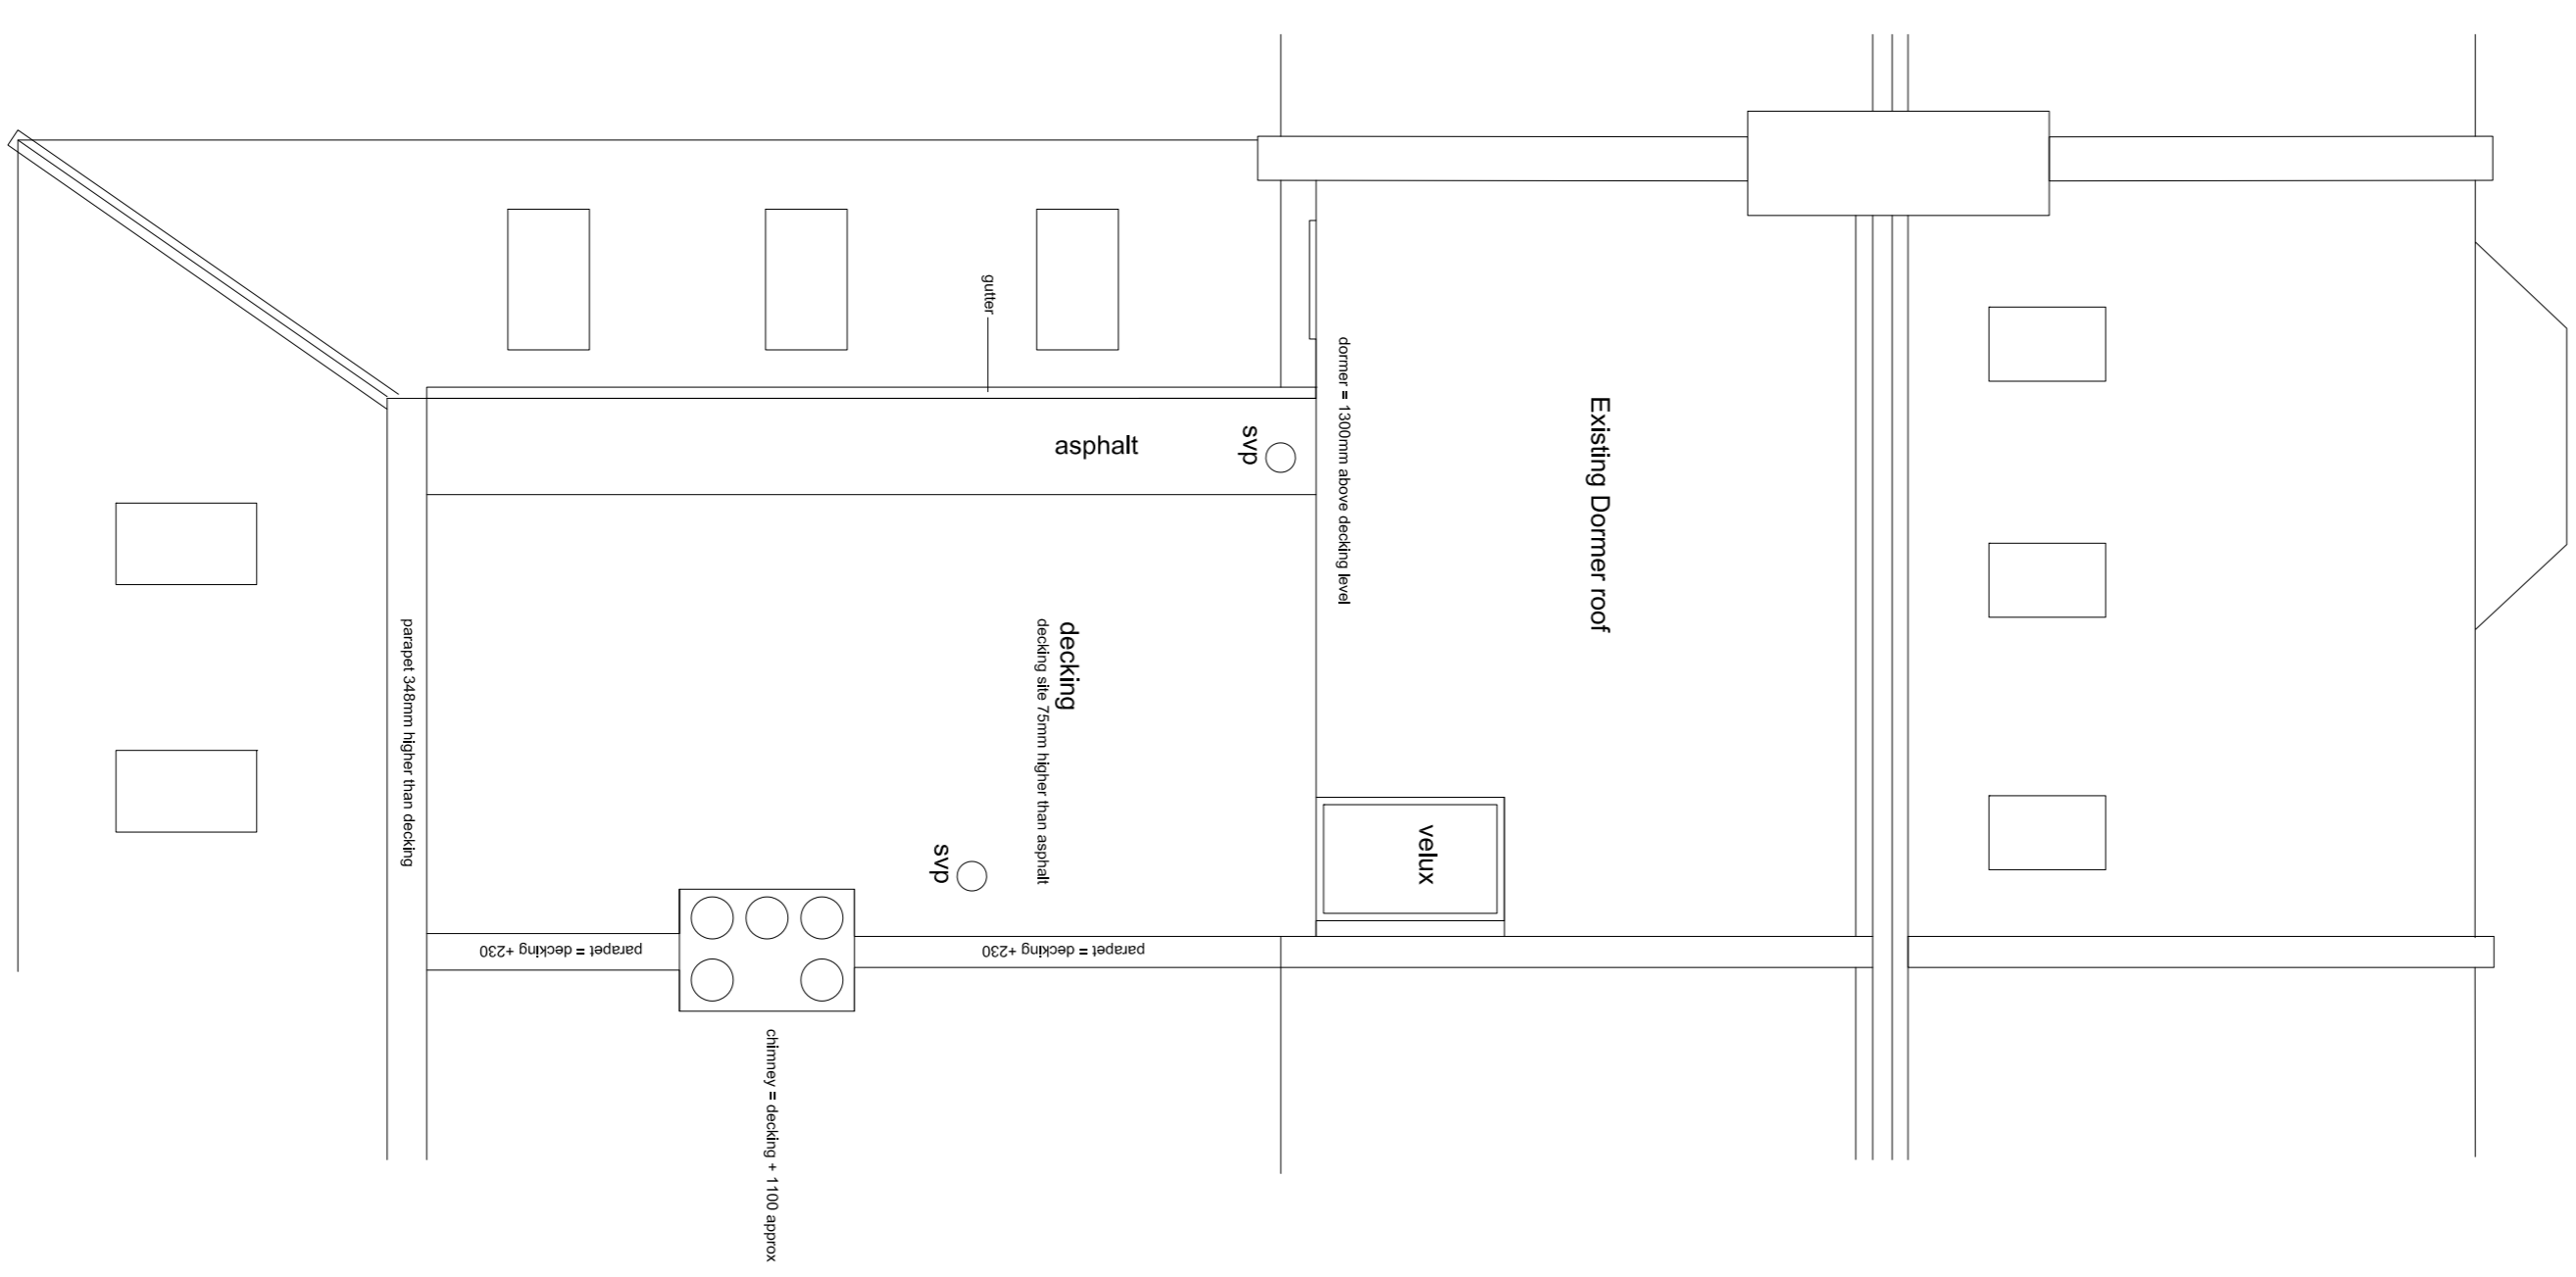 gutter
asphalt
svp
dormer = 1300mm above decking level
Existing Dormer roof
decking
decking site 75mm higher than asphalt
parapet 348mm higher than decking
svp
velux
parapet = decking +230
parapet = decking +230
chimney = decking + 1100 approx